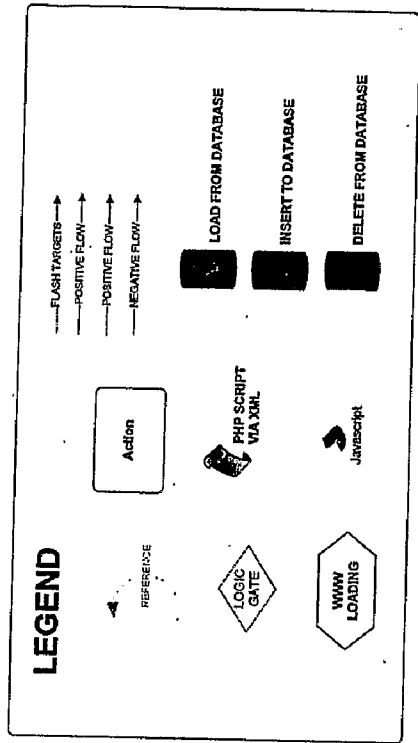 LEGEND
REFERENCE
Action
FLASH TARGETS
POSITIVE FLOW
POSITIVE FLOW
NEGATIVE FLOW
LOGIC
GATE
PHP SCRIPT
VIA XML
LOAD FROM DATABASE
INSERT TO DATABASE
WWW
LOADING
Javascript
DELETE FROM DATABASE